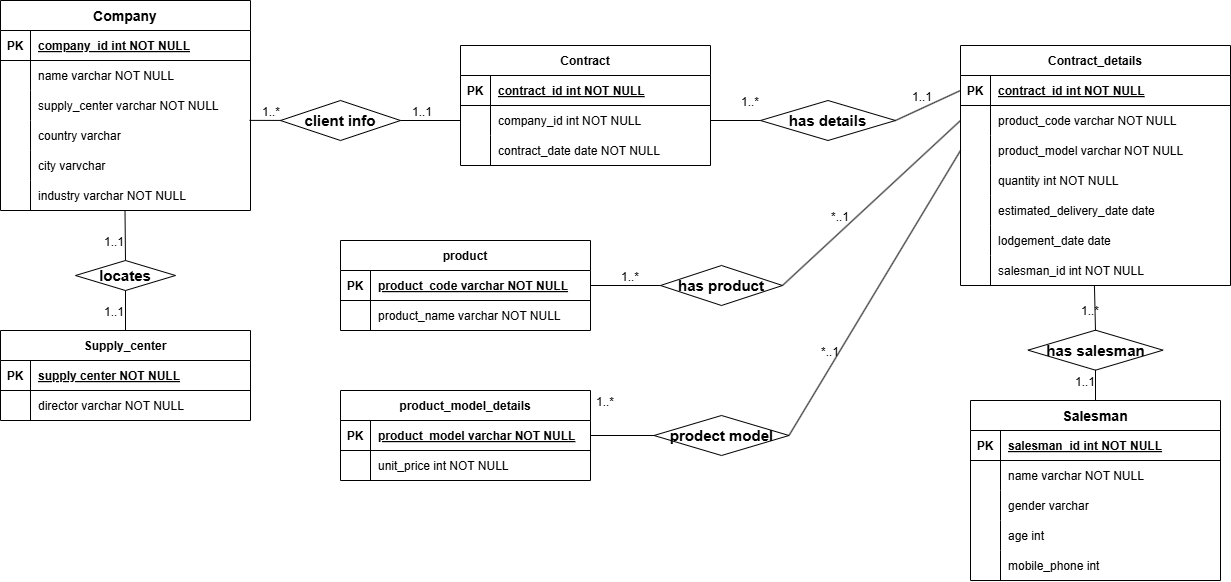 Company
PK company_id int NOT NULL
name varchar NOT NULL
supply_center varchar NOT NULL
country varchar
city varvchar
industry varchar NOT NULL
1..*
client info
1..1
Contract
PK contract_id int NOT NULL
company_id int NOT NULL
contract_date date NOT NULL
1..*
has details
1..1
Contract_details
PK contract_id int NOT NULL
product_code varchar NOT NULL
product_model varchar NOT NULL
quantity int NOT NULL
estimated_delivery_date date
lodgement_date date
salesman_id int NOT NULL
1..1
locates
1..1
Supply_center
PK supply center NOT NULL
director varchar NOT NULL
product
PK product_code varchar NOT NULL
product_name varchar NOT NULL
1..*
has product
*..1
product_model_details
PK product_model varchar NOT NULL
unit_price int NOT NULL
1..*
prodect model
*..1
1..*
has salesman
1..1
Salesman
PK salesman_id int NOT NULL
name varchar NOT NULL
gender varchar
age int
mobile_phone int